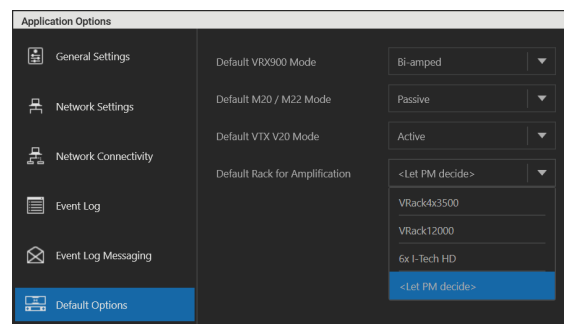 Application Options
General Settings
Network Settings
Network Connectivity
Event Log
Event Log Messaging
Default Options
Default VRX900 Mode Bi-amped
Default M20 / M22 Mode Passive
Default VTX V20 Mode Active
Default Rack for Amplification <Let PM decide>
VRack4x3500
VRack12000
6x I-Tech HD
<Let PM decide>